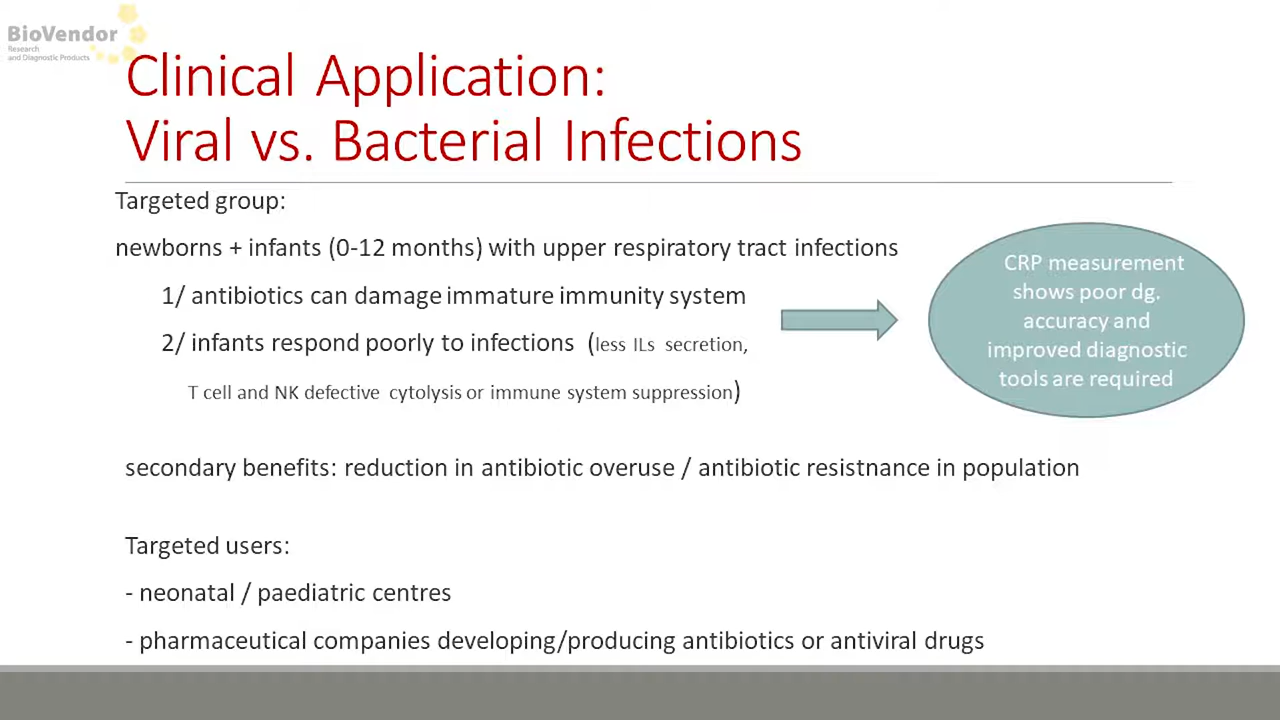 BioVendor
Research
and Diagnostic Products
Clinical Application:
Viral vs. Bacterial Infections
Targeted group:
newborns + infants (0-12 months) with upper respiratory tract infections
1/ antibiotics can damage immature immunity system
2/ infants respond poorly to infections (less ILs secretion,
T cell and NK defective cytolysis or immune system suppression)
CRP measurement
shows poor dg.
accuracy and
improved diagnostic
tools are required
secondary benefits: reduction in antibiotic overuse / antibiotic resistnance in population
Targeted users:
- neonatal / paediatric centres
- pharmaceutical companies developing/producing antibiotics or antiviral drugs